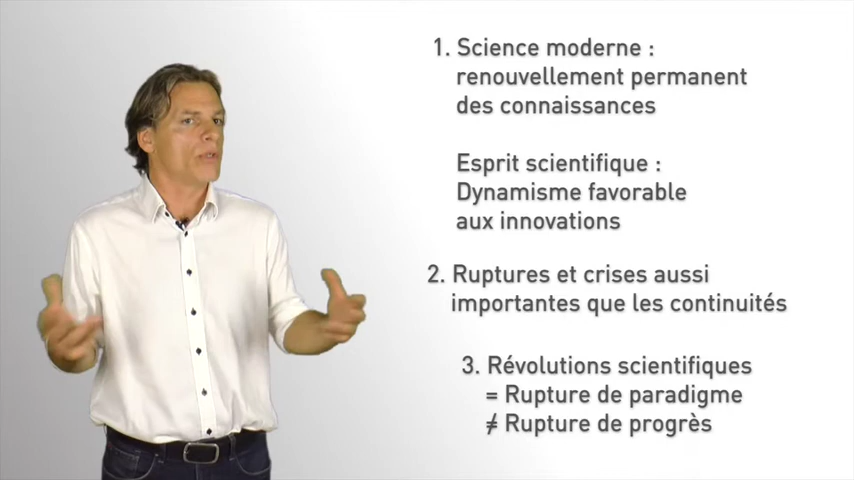 1. Science moderne :
renouvellement permanent
des connaissances
Esprit scientifique :
Dynamisme favorable
aux innovations
2. Ruptures et crises aussi
importantes que les continuités
3. Révolutions scientifiques
= Rupture de paradigme
≠ Rupture de progrès